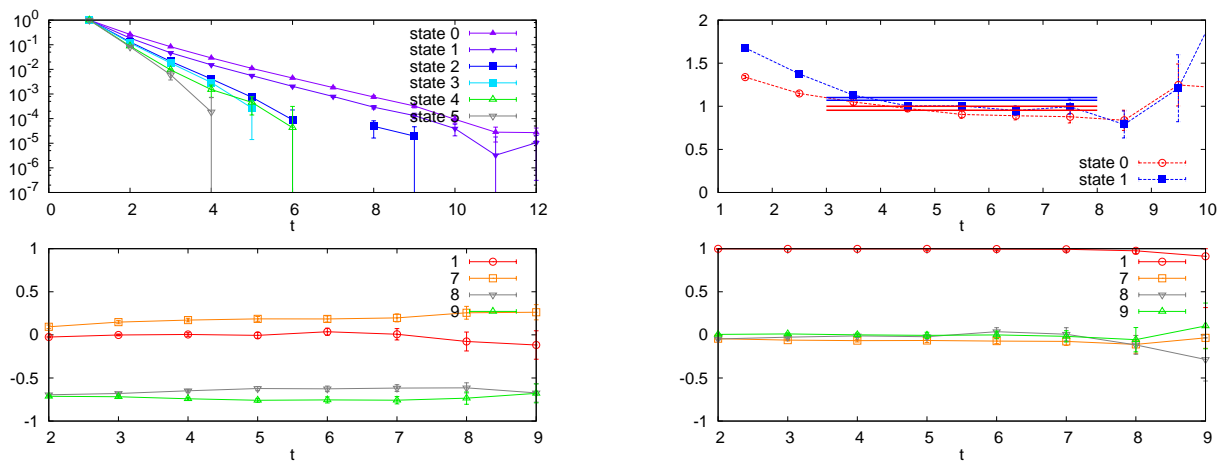 10^0
10^-1
10^-2
10^-3
10^-4
10^-5
10^-6
10^-7
0 2 4 6 8 10 12
t
state 0
state 1
state 2
state 3
state 4
state 5
2
1.5
1
0.5
0
1 2 3 4 5 6 7 8 9 10
t
state 0
state 1
1
0.5
0
-0.5
-1
2 3 4 5 6 7 8 9
t
1
7
8
9
1
0.5
0
-0.5
-1
2 3 4 5 6 7 8 9
t
1
7
8
9